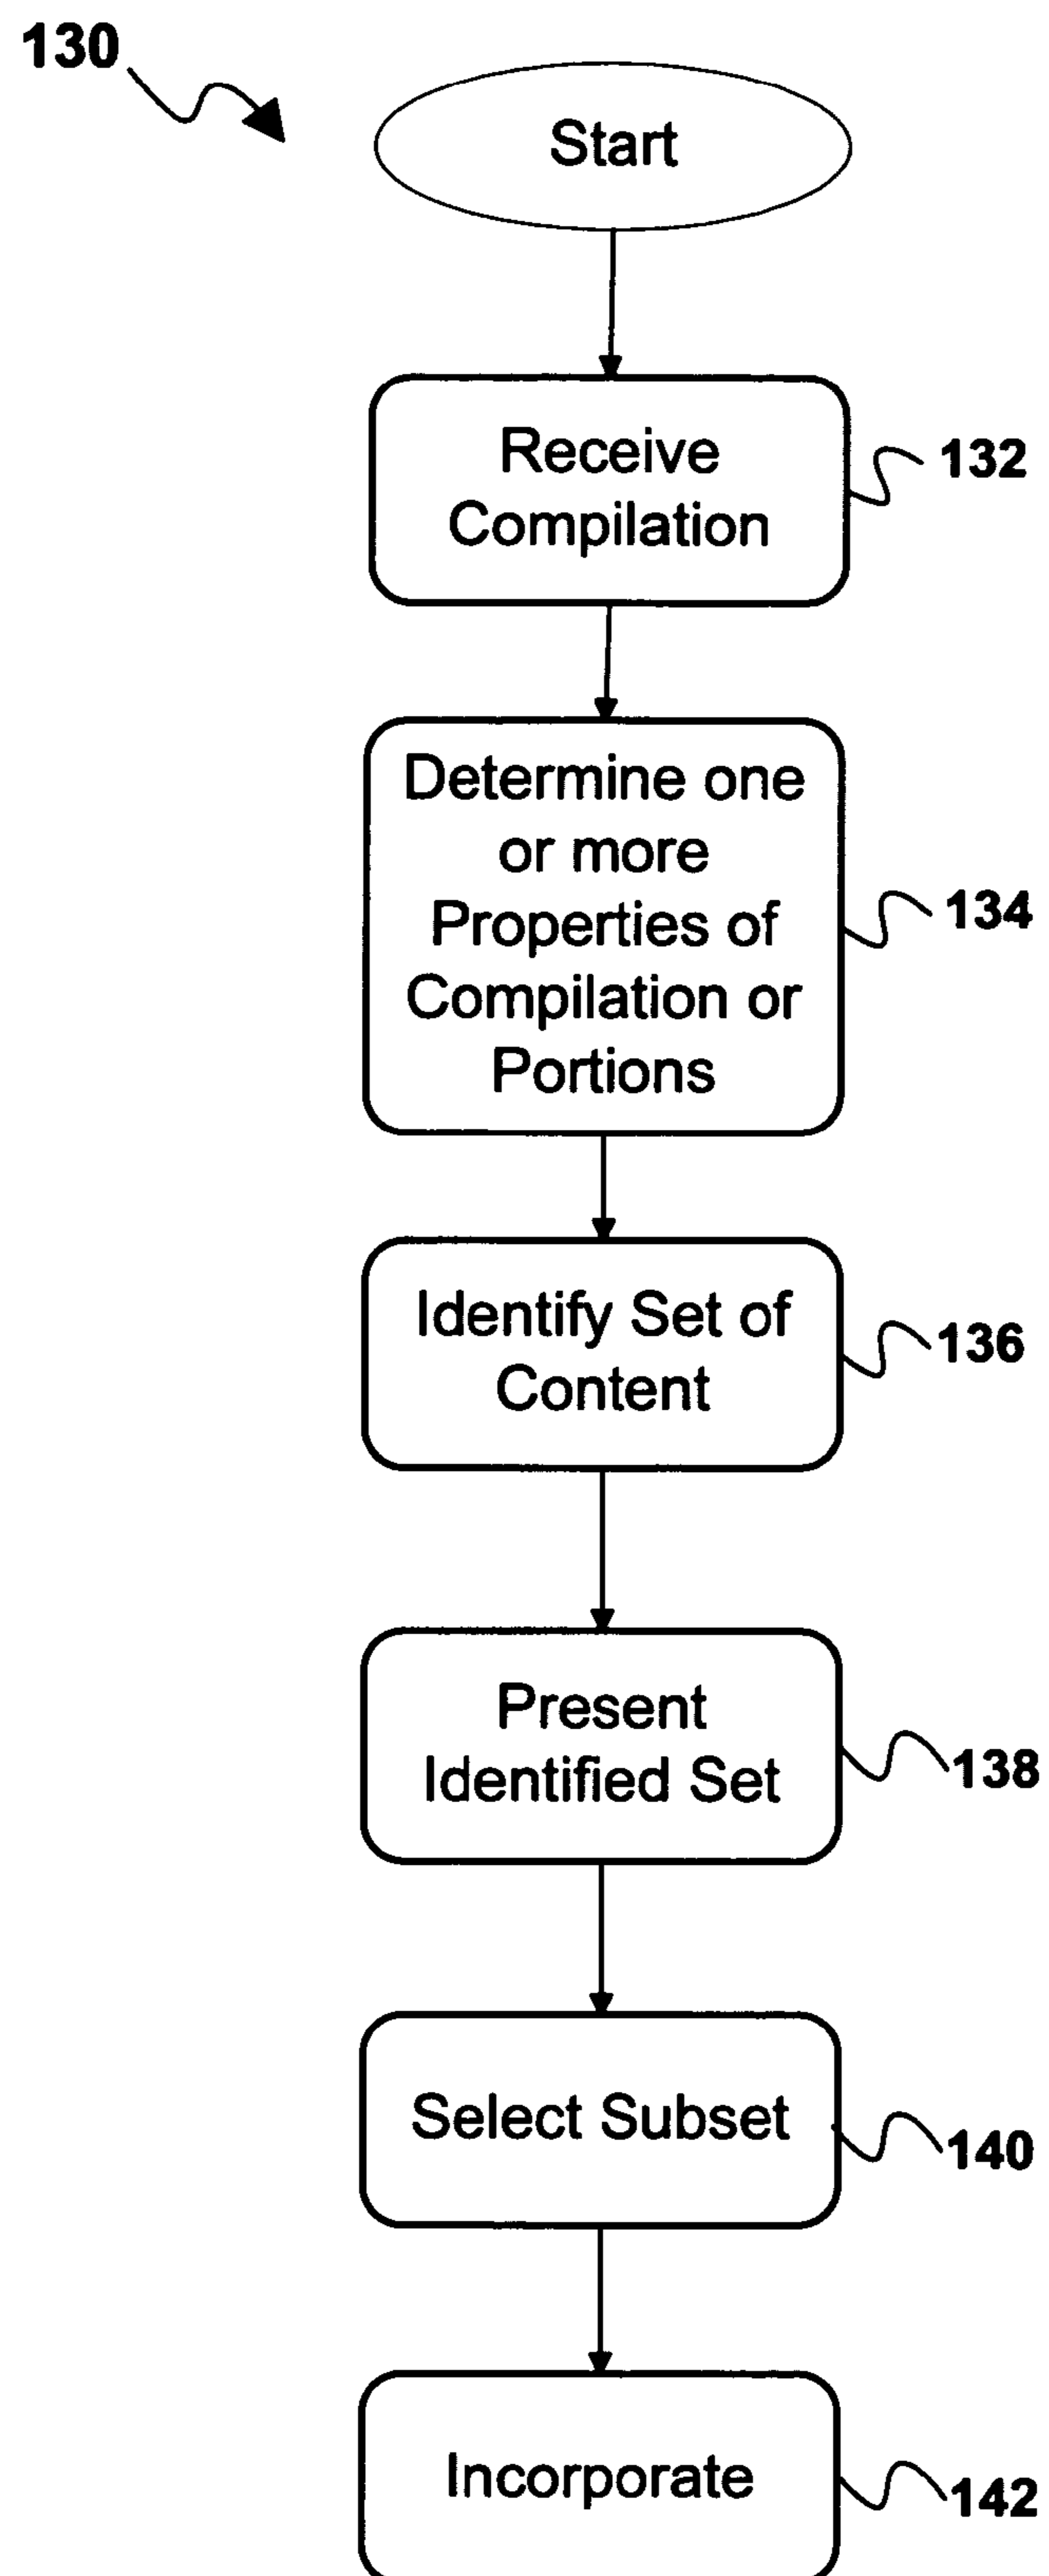 130
Start
Receive
Compilation
132
Determine one
or more
Properties of
Compilation or
Portions
134
Identify Set of
Content
136
Present
Identified Set
138
Select Subset
140
Incorporate
142